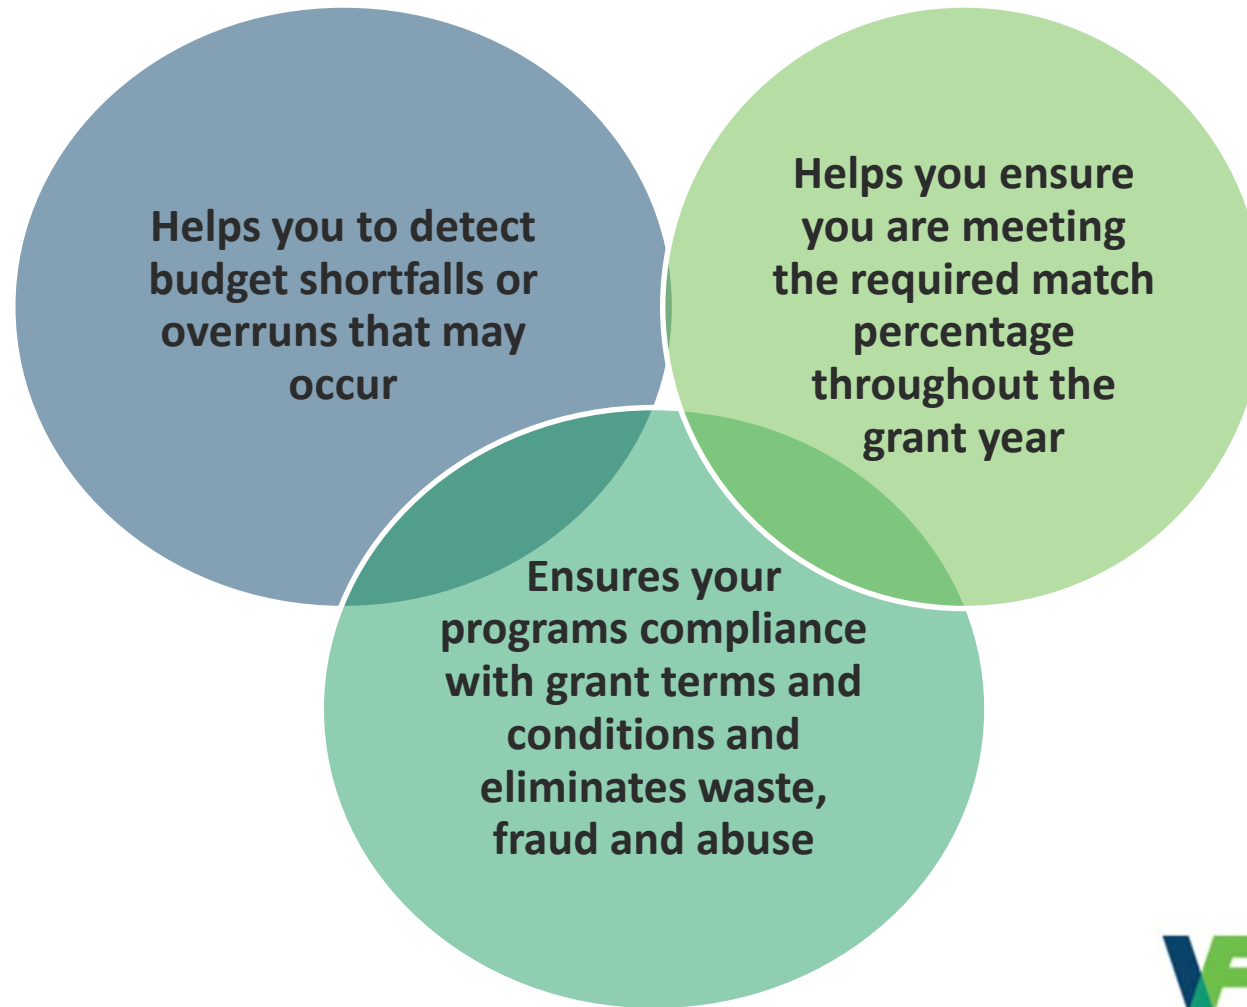 Helps you to detect
budget shortfalls or
overruns that may
occur
Helps you ensure
you are meeting
the required match
percentage
throughout the
grant year
Ensures your
programs compliance
with grant terms and
conditions and
eliminates waste,
fraud and abuse